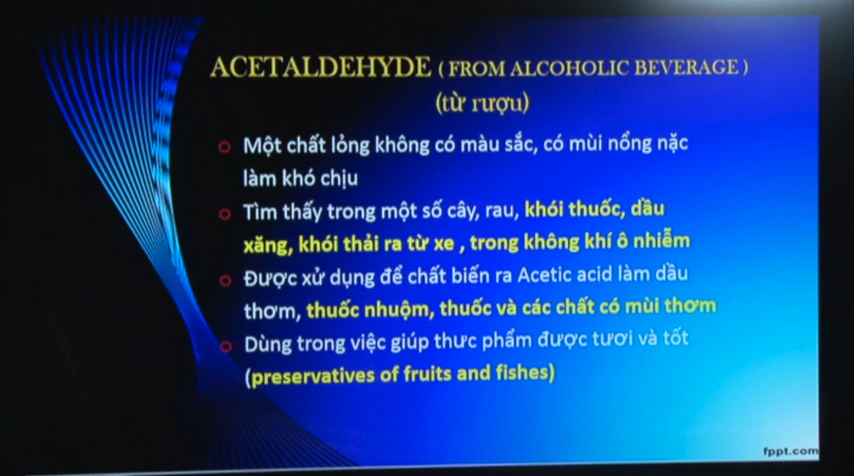 ACETALDEHYDE ( FROM ALCOHOLIC BEVERAGE )
(từ rượu)
Một chất lỏng không có màu sắc, có mùi nổng nặc
làm khó chịu
Tìm thấy trong một số cây, rau, khói thuốc, dầu
xăng, khói thải ra từ xe , trong không khí ô nhiễm
Được xử dụng để chất biến ra Acetic acid làm dầu
thơm, thuốc nhuộm, thuốc và các chất có mùi thơm
Dùng trong việc giúp thưc phẩm được tươi và tốt
(preservatives of fruits and fishes)
fppt.com